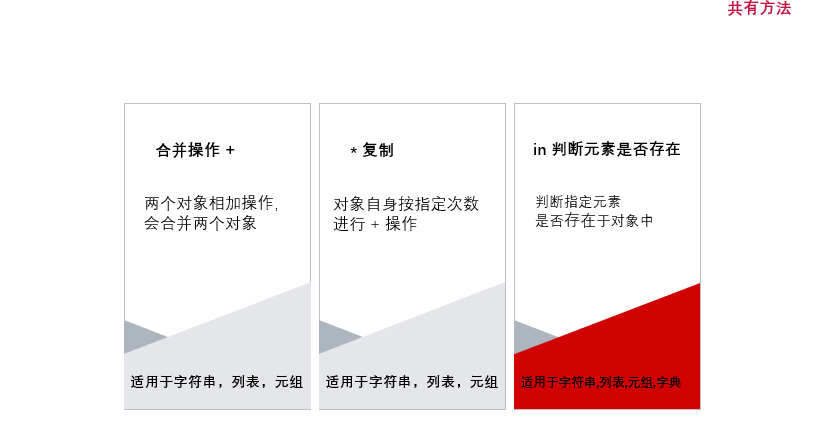 共有方法
合并操作 +
两个对象相加操作,
会合并两个对象
适用于字符串，列表，元组
* 复制
对象自身按指定次数
进行 + 操作
适用于字符串，列表，元组
in 判断元素是否存在
判断指定元素
是否存在于对象中
适用于字符串,列表,元组,字典